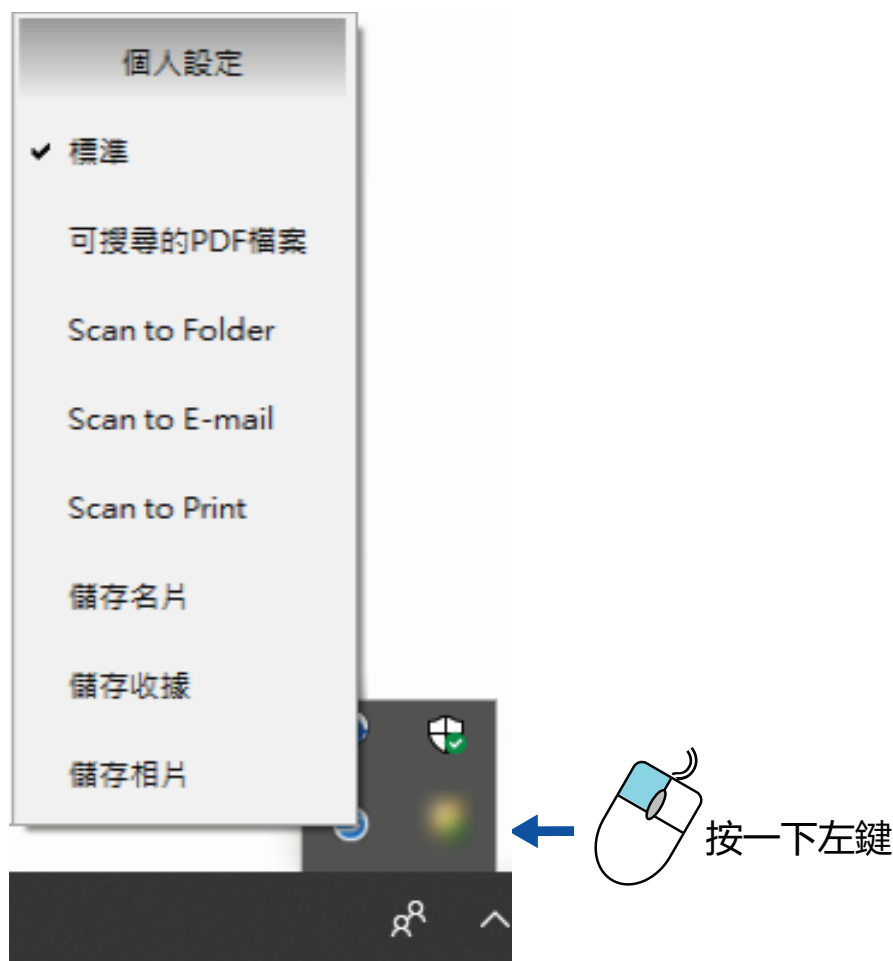 個人設定
標準
可搜尋的PDF檔案
Scan to Folder
Scan to E-mail
Scan to Print
儲存名片
儲存收據
儲存相片
按一下左鍵